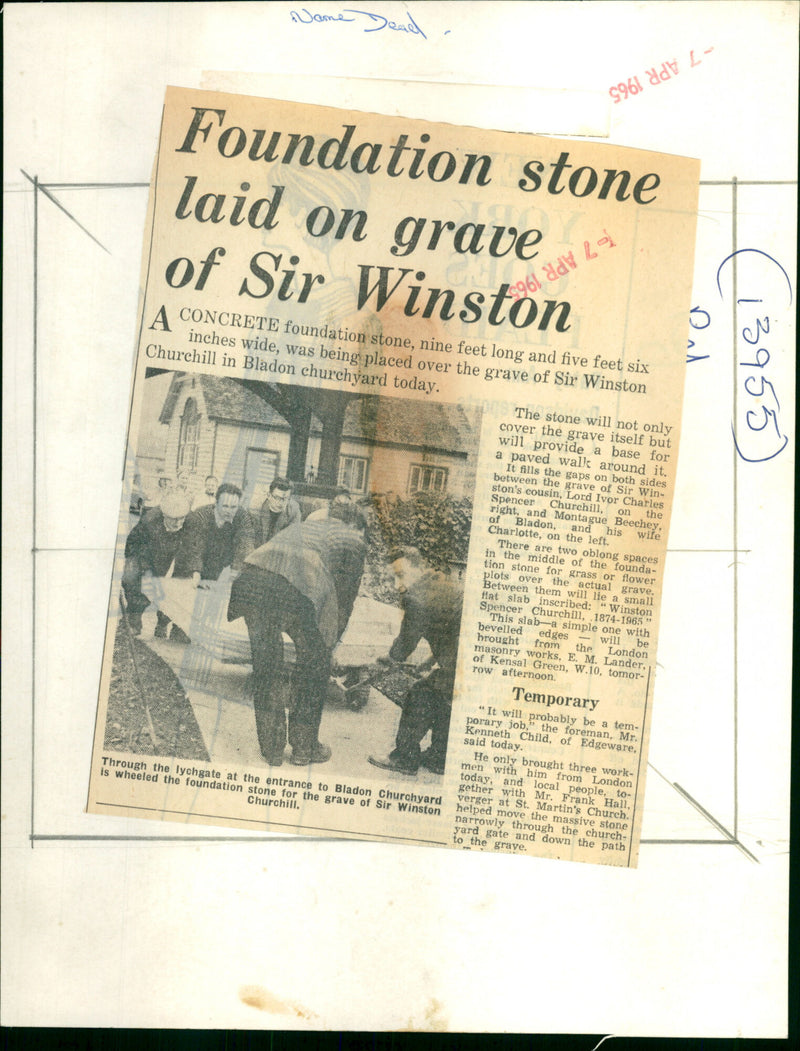 Name Dead
-7 APR 1965
Foundation stone
laid on grave
of Sir Winston
-7 APR 1965
A CONCRETE foundation stone, nine feet long and five feet six
inches wide, was being placed over the grave of Sir Winston
Churchill in Bladon churchyard today.
The stone will not only
cover the grave itself but
will provide a base for
a paved walk around it.
It fills the gaps on both sides
between the grave of Sir Win-
ston's cousin, Lord Ivor Charles
Spencer Churchill, on the
right, and Montague Beechey,
of Bladon, and his wife
Charlotte, on the left.
There are two oblong spaces
in the middle of the founda-
tion stone for grass or flower
plots over the actual grave.
Between them will lie a small
flat slab inscribed: "Winston
Spencer Churchill, 1874-1965."
This slab—a simple one with
bevelled edges — will be
brought from the London
masonry works, E. M. Lander,
of Kensal Green, W.10, tomor-
row afternoon.
Temporary
"It will probably be a tem-
porary job," the foreman, Mr.
Kenneth Child, of Edgeware,
said today.
He only brought three work-
men with him from London
today, and local people, to-
gether with Mr. Frank Hall,
verger at St. Martin's Church,
helped move the massive stone
narrowly through the church-
yard gate and down the path
to the grave.
Through the lychgate at the entrance to Bladon Churchyard
is wheeled the foundation stone for the grave of Sir Winston
Churchill.
(13955)